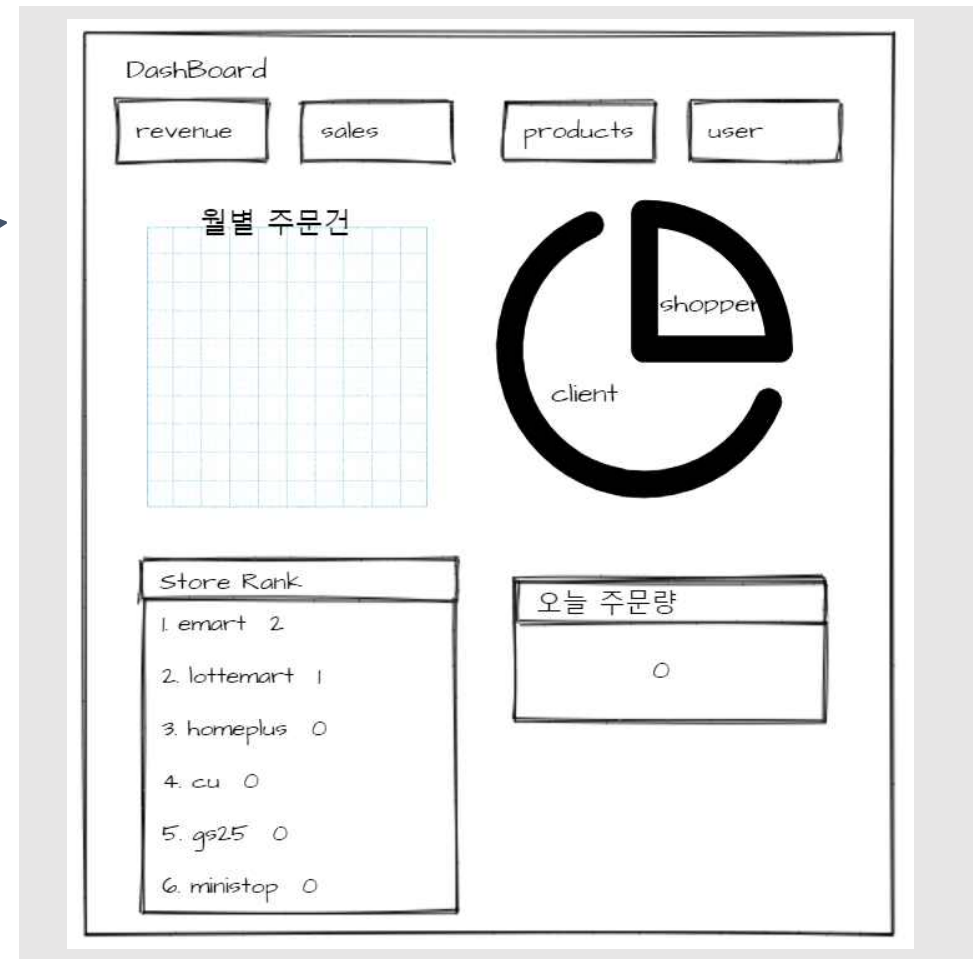 DashBoard
revenue
sales
products
user
월별 주문건
shopper
client
Store Rank
1. emart 2
2. lottemart 1
3. homeplus 0
4. cu 0
5. gs25 0
6. ministop 0
오늘 주문량
0